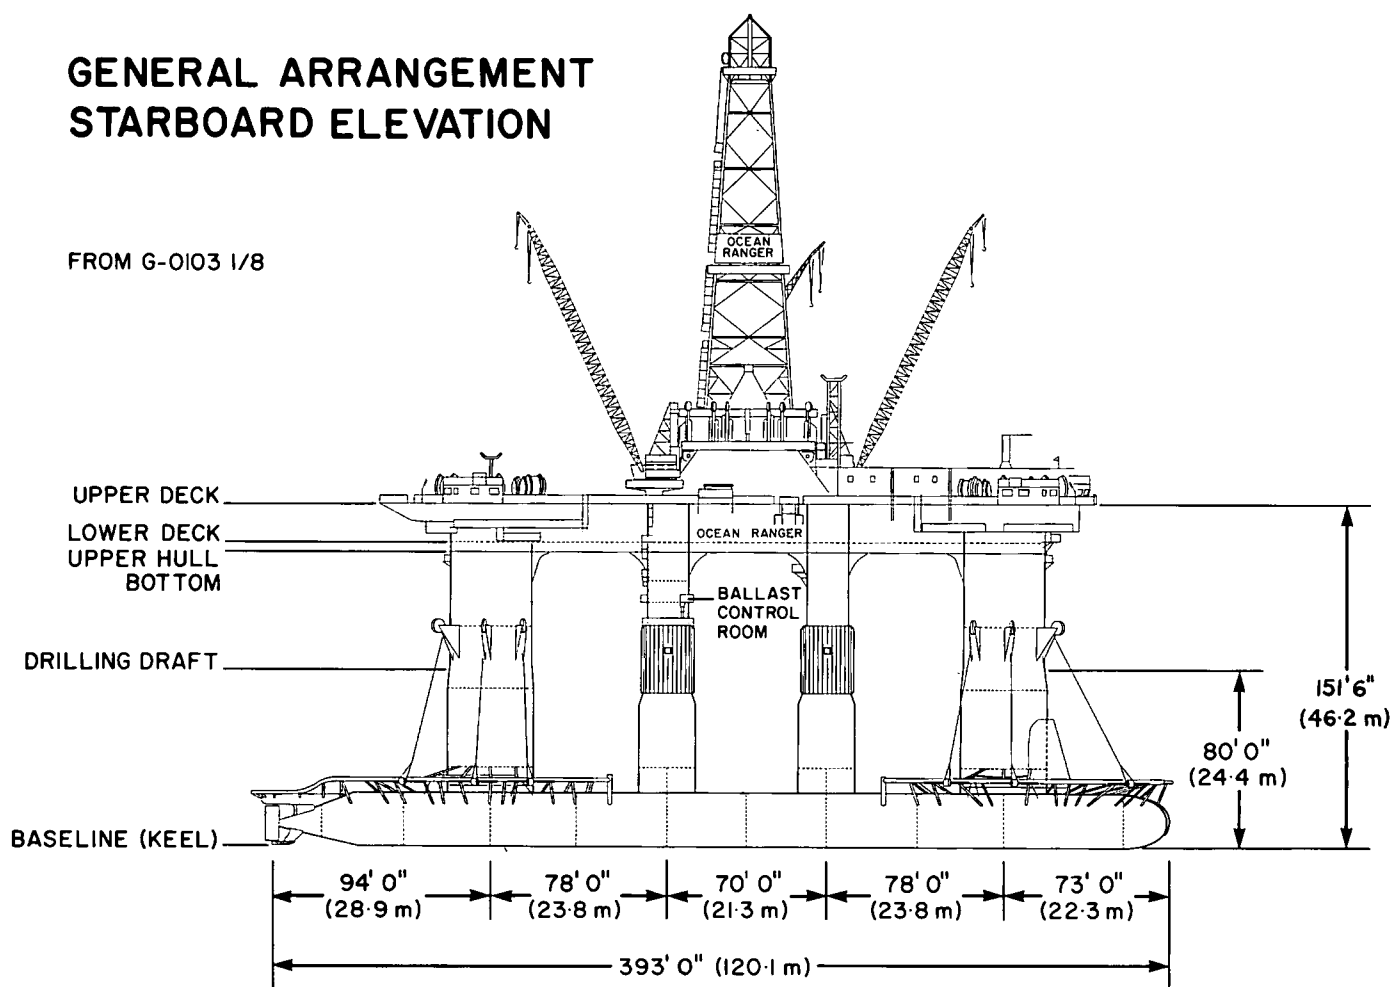 GENERAL ARRANGEMENT
STARBOARD ELEVATION
FROM G-0103 1/8
OCEAN
RANGER
UPPER DECK
LOWER DECK
UPPER HULL
BOTTOM
OCEAN RANGER
BALLAST
CONTROL
ROOM
DRILLING DRAFT
151'6"
(46·2 m)
80'0"
(24·4 m)
BASELINE (KEEL)
94'0"
(28·9 m)
78'0"
(23·8 m)
70'0"
(21·3 m)
78'0"
(23·8 m)
73'0"
(22·3 m)
393'0" (120·1 m)